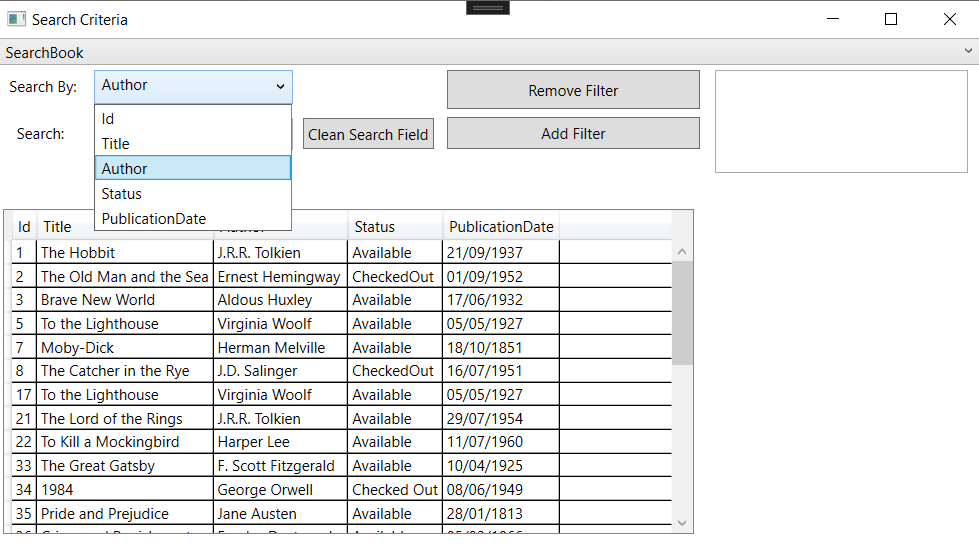 Search Criteria
SearchBook
Search By: Author Remove Filter
Id
Title
Search: Clean Search Field Add Filter
Author
Status
PublicationDate
Id Title Status PublicationDate
1 The Hobbit J.R.R. Tolkien Available 21/09/1937
2 The Old Man and the Sea Ernest Hemingway CheckedOut 01/09/1952
3 Brave New World Aldous Huxley Available 17/06/1932
5 To the Lighthouse Virginia Woolf Available 05/05/1927
7 Moby-Dick Herman Melville Available 18/10/1851
8 The Catcher in the Rye J.D. Salinger CheckedOut 16/07/1951
17 To the Lighthouse Virginia Woolf Available 05/05/1927
21 The Lord of the Rings J.R.R. Tolkien Available 29/07/1954
22 To Kill a Mockingbird Harper Lee Available 11/07/1960
33 The Great Gatsby F. Scott Fitzgerald Available 10/04/1925
34 1984 George Orwell Checked Out 08/06/1949
35 Pride and Prejudice Jane Austen Available 28/01/1813